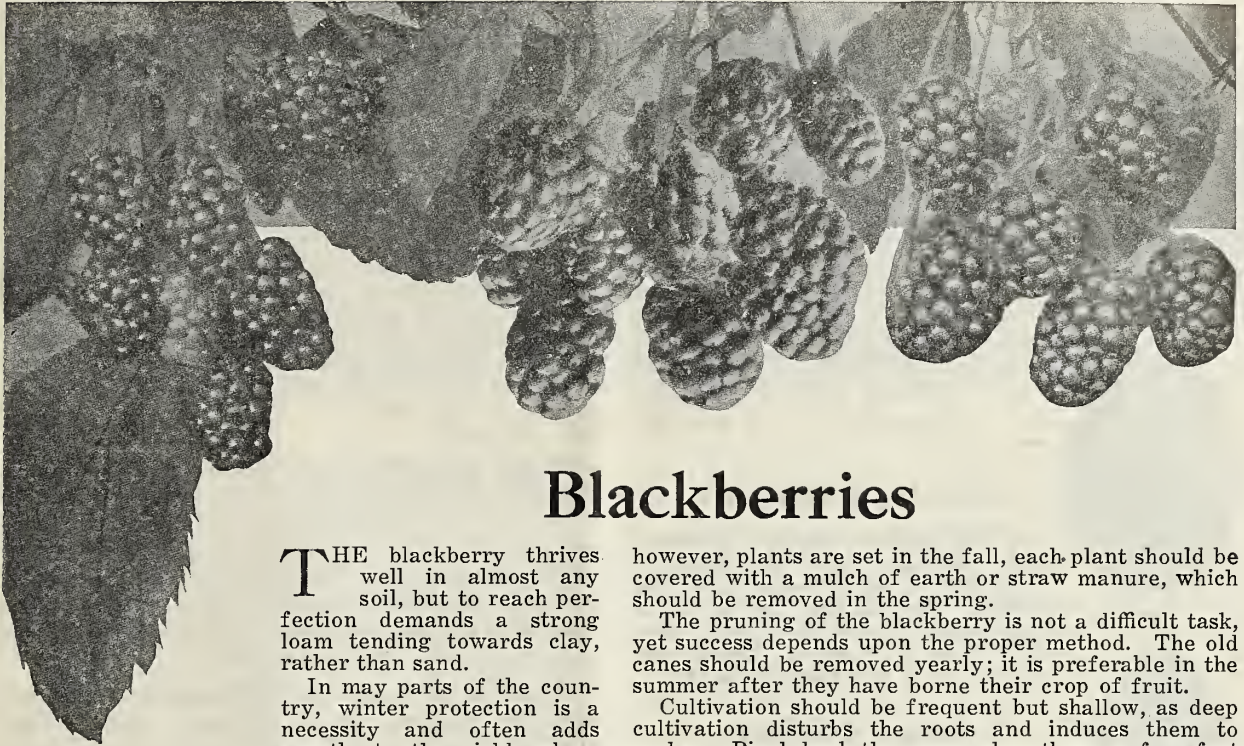 Blackberries
THE blackberry thrives
well in almost any
soil, but to reach per-
fection demands a strong
loam tending towards clay,
rather than sand.
In may parts of the coun-
try, winter protection is a
necessity and often adds
however, plants are set in the fall, each plant should be
covered with a mulch of earth or straw manure, which
should be removed in the spring.
The pruning of the blackberry is not a difficult task,
yet success depends upon the proper method. The old
canes should be removed yearly; it is preferable in the
summer after they have borne their crop of fruit.
Cultivation should be frequent but shallow, as deep
cultivation disturbs the roots and induces them to